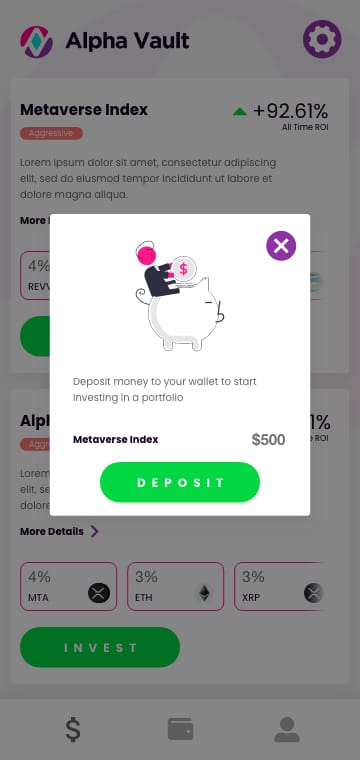 Alpha Vault
Metaverse Index
+92.61%
Aggressive
All Time ROI
Lorem ipsum dolor sit amet, consectetur adipiscing
elit, sed do eiusmod tempor incididunt ut labore et
dolore magna aliqua.
More
4%
REVV
$
Deposit money to your wallet to start
Investing in a portfolio
Metaverse Index
$500
DEPOSIT
Alph
1%
Aggr
e ROI
Lorem
elit, se
dolore
More Details
4%
MTA
3%
ETH
3%
XRP
INVEST
$